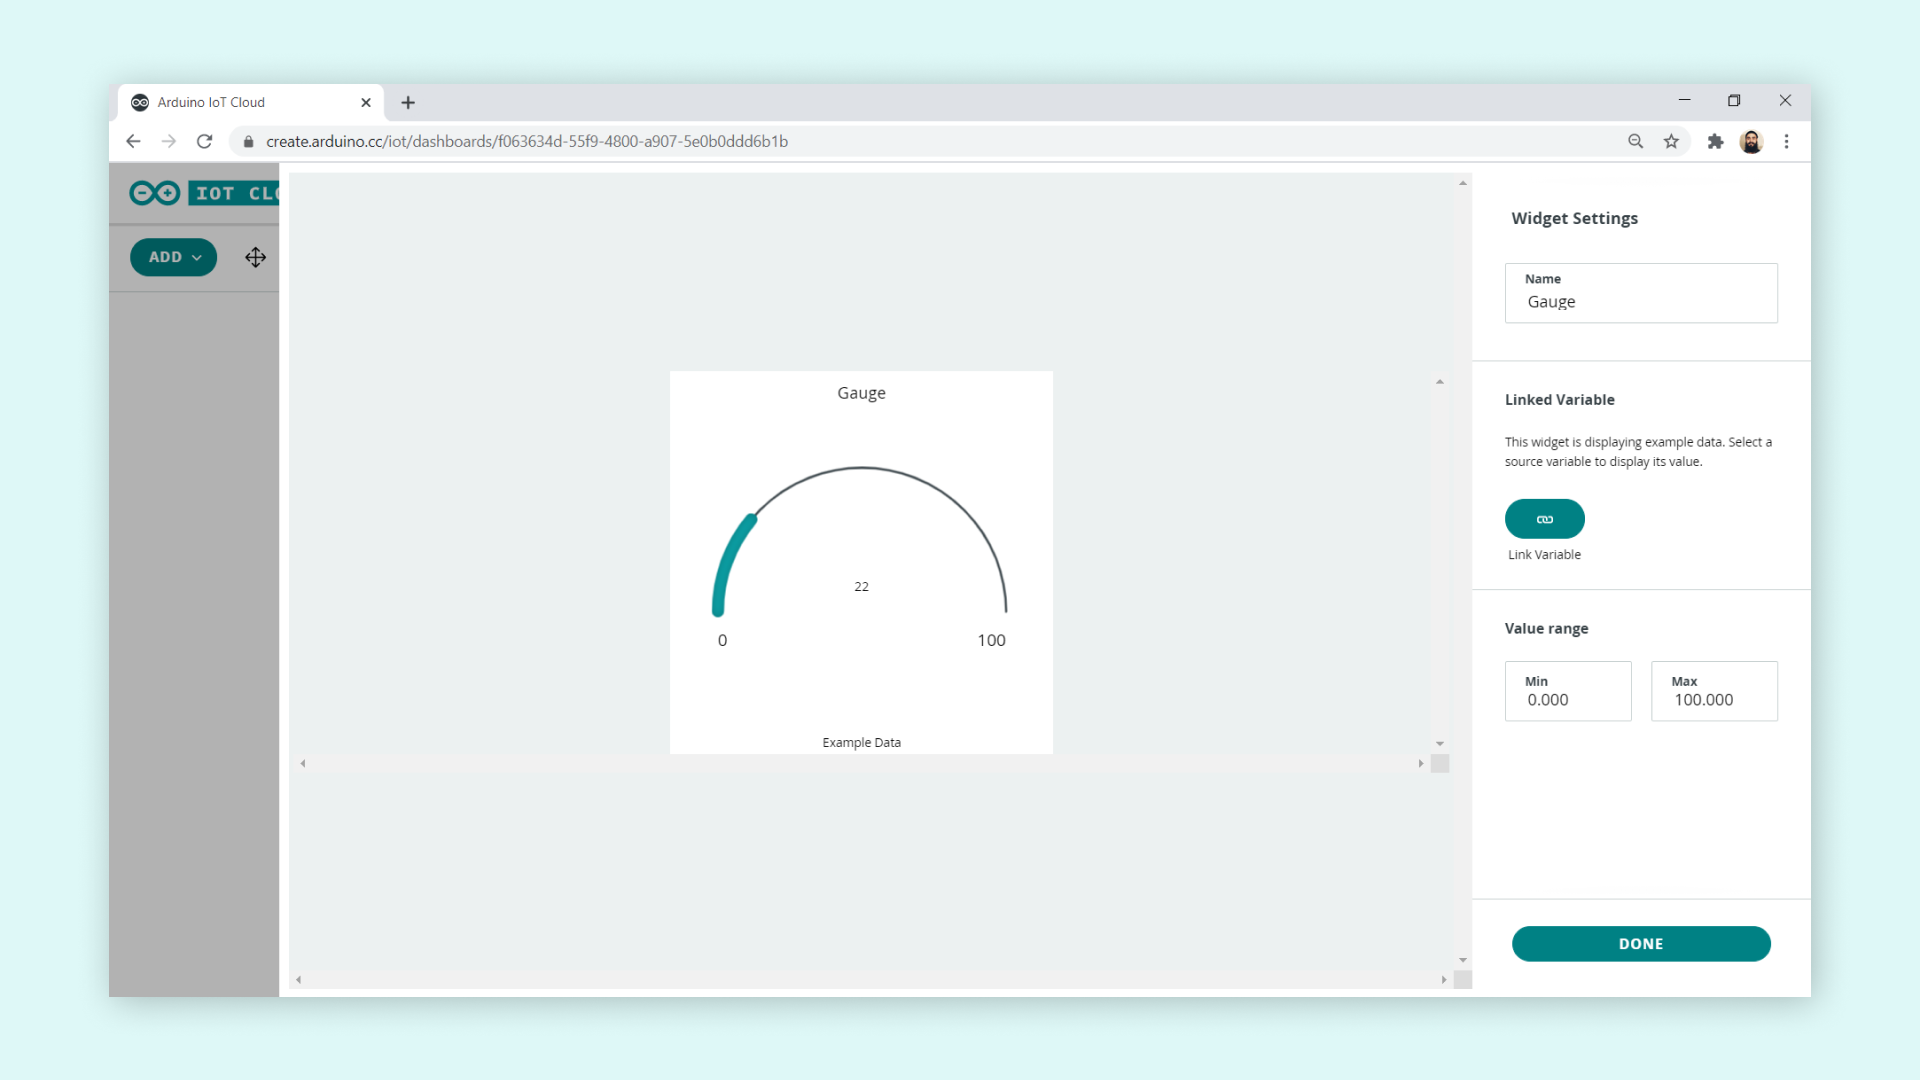 Arduino IoT Cloud
create.arduino.cc/iot/dashboards/f063634d-55f9-4800-a907-5e0b0ddd6b1b
IOT CLO
ADD
Gauge
22
0
100
Example Data
Widget Settings
Name
Gauge
Linked Variable
This widget is displaying example data. Select a
source variable to display its value.
Link Variable
Value range
Min
0.000
Max
100.000
DONE